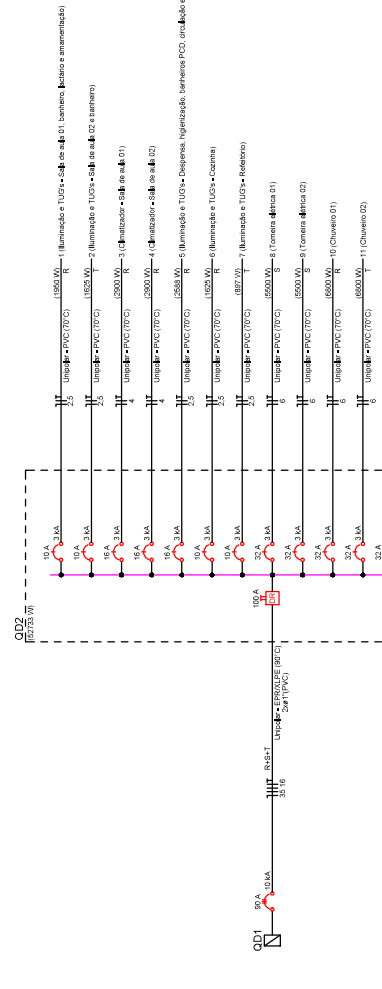 1 (Iluminação e TUG's - Sala de aula 01, banheiro, lactário e amamentação)
(1950 W) R
Unipolar - PVC (70°C)
2,5
10 A 3 kA
2 (Iluminação e TUG's - Sala de aula 02 e banheiro)
(1625 W) T
Unipolar - PVC (70°C)
2,5
10 A 3 kA
3 (Climatizador - Sala de aula 01)
(2900 W) R
Unipolar - PVC (70°C)
4
16 A 3 kA
4 (Climatizador - Sala de aula 02)
(2900 W) R
Unipolar - PVC (70°C)
4
16 A 3 kA
5 (Iluminação e TUG's - Despensa, higienização, banheiros PCD, circulação e
(2588 W) R
Unipolar - PVC (70°C)
2,5
16 A 3 kA
6 (Iluminação e TUG's - Cozinha)
(1625 W) R
Unipolar - PVC (70°C)
2,5
10 A 3 kA
7 (Iluminação e TUG's - Refeitório)
(897 W) T
Unipolar - PVC (70°C)
2,5
10 A 3 kA
8 (Torneira elétrica 01)
(5500 W) S
Unipolar - PVC (70°C)
6
32 A 3 kA
9 (Torneira elétrica 02)
(5500 W) S
Unipolar - PVC (70°C)
6
32 A 3 kA
10 (Chuveiro 01)
(6800 W) R
Unipolar - PVC (70°C)
6
32 A 3 kA
11 (Chuveiro 02)
(6800 W) T
Unipolar - PVC (70°C)
6
32 A 3 kA
32 A
QD2
(52733 W)
100 A
DR
Unipolar - EPR/XLPE (90°C)
2xø1"(PVC)
R+S+T
35 16
90 A 10 kA
QD1